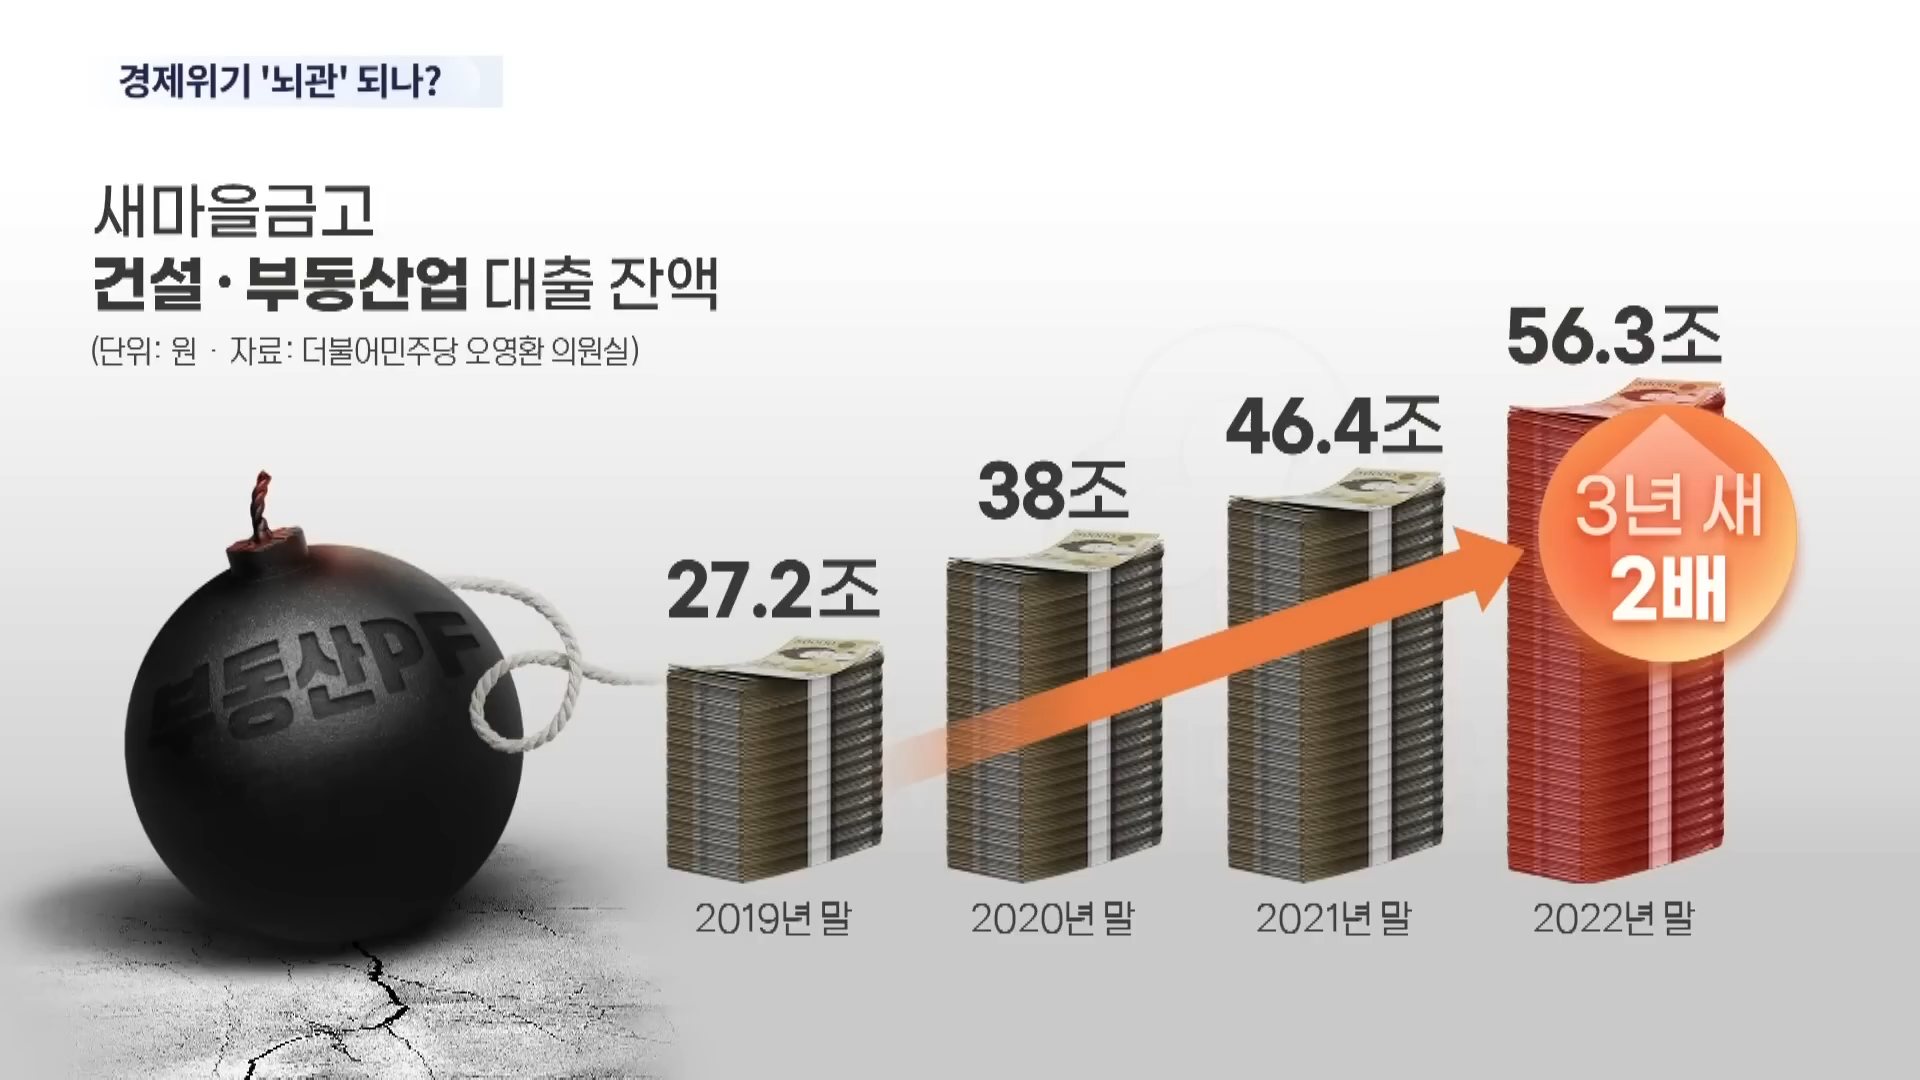 경제위기 '뇌관' 되나?
새마을금고
건설·부동산업 대출 잔액
(단위: 원 · 자료: 더불어민주당 오영환 의원실)
부동산PF
27.2조
38조
46.4조
56.3조
3년 새
2배
2019년 말
2020년 말
2021년 말
2022년 말